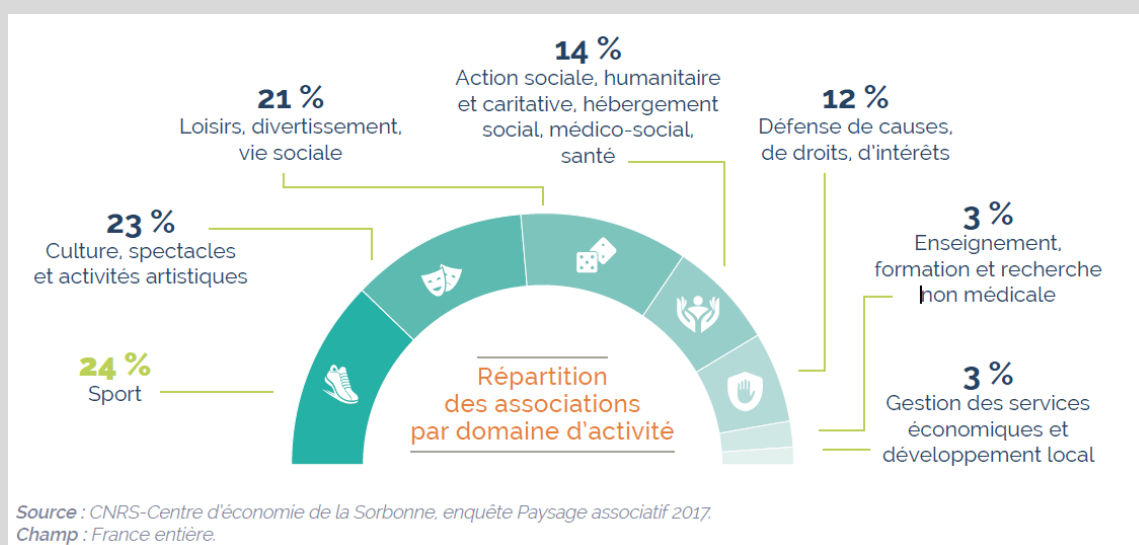 24 %
Sport
23 %
Culture, spectacles
et activités artistiques
21 %
Loisirs, divertissement,
vie sociale
14 %
Action sociale, humanitaire
et caritative, hébergement
social, médico-social,
santé
12 %
Défense de causes,
de droits, d'intérêts
3 %
Enseignement,
formation et recherche
non médicale
3 %
Gestion des services
économiques et
développement local
Répartition
des associations
par domaine d'activité
Source : CNRS-Centre d'économie de la Sorbonne, enquête Paysage associatif 2017.
Champ : France entière.